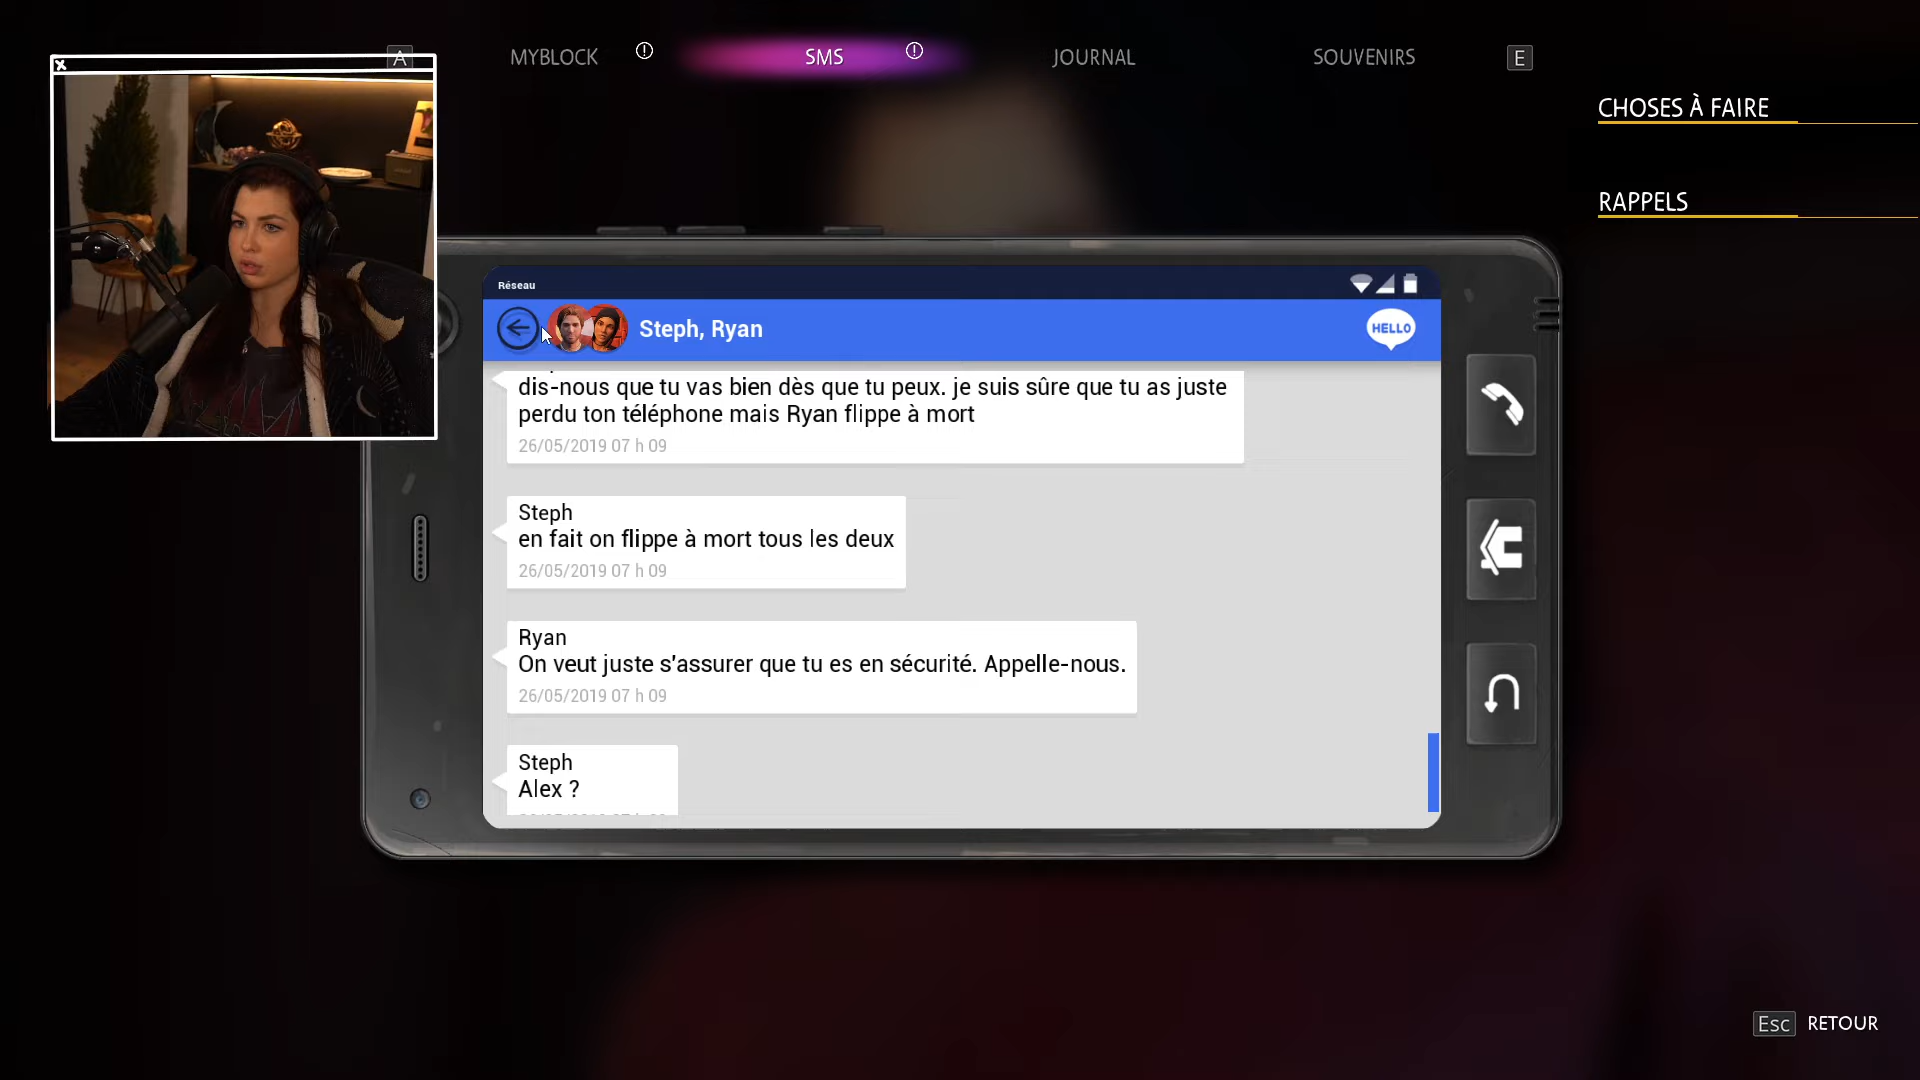 A
MYBLOCK
SMS
JOURNAL
SOUVENIRS
E
CHOSES À FAIRE
RAPPELS
Réseau
Steph, Ryan
HELLO
dis-nous que tu vas bien dès que tu peux. je suis sûre que tu as juste
perdu ton téléphone mais Ryan flippe à mort
26/05/2019 07 h 09
Steph
en fait on flippe à mort tous les deux
26/05/2019 07 h 09
Ryan
On veut juste s'assurer que tu es en sécurité. Appelle-nous.
26/05/2019 07 h 09
Steph
Alex ?
Esc RETOUR